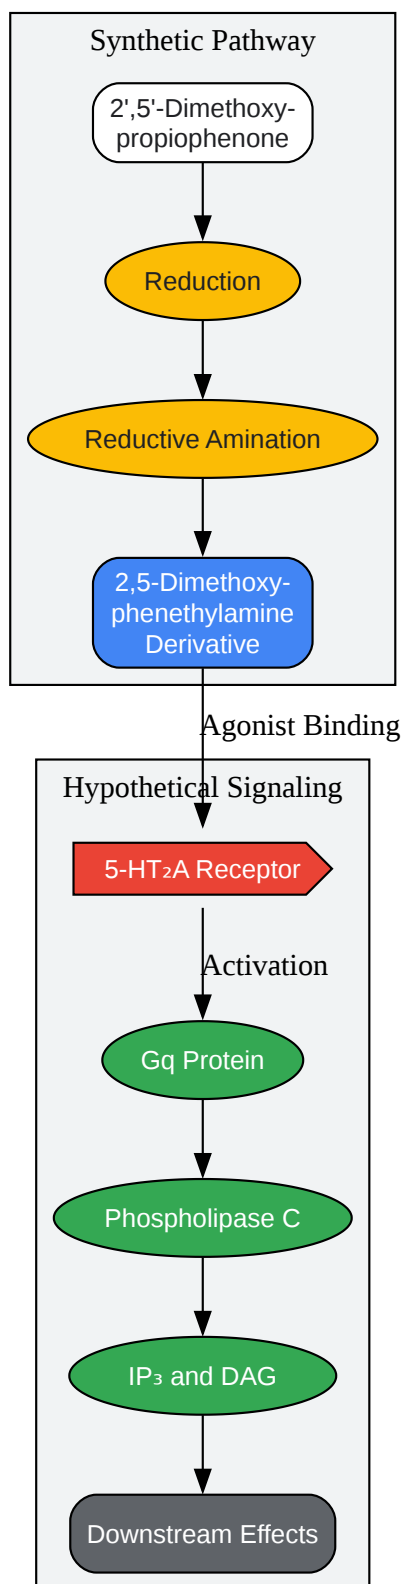 Synthetic Pathway
2',5'-Dimethoxy-
propiophenone
Reduction
Reductive Amination
2,5-Dimethoxy-
phenethylamine
Derivative
Agonist Binding
Hypothetical Signaling
5-HT₂A Receptor
Activation
Gq Protein
Phospholipase C
IP₃ and DAG
Downstream Effects